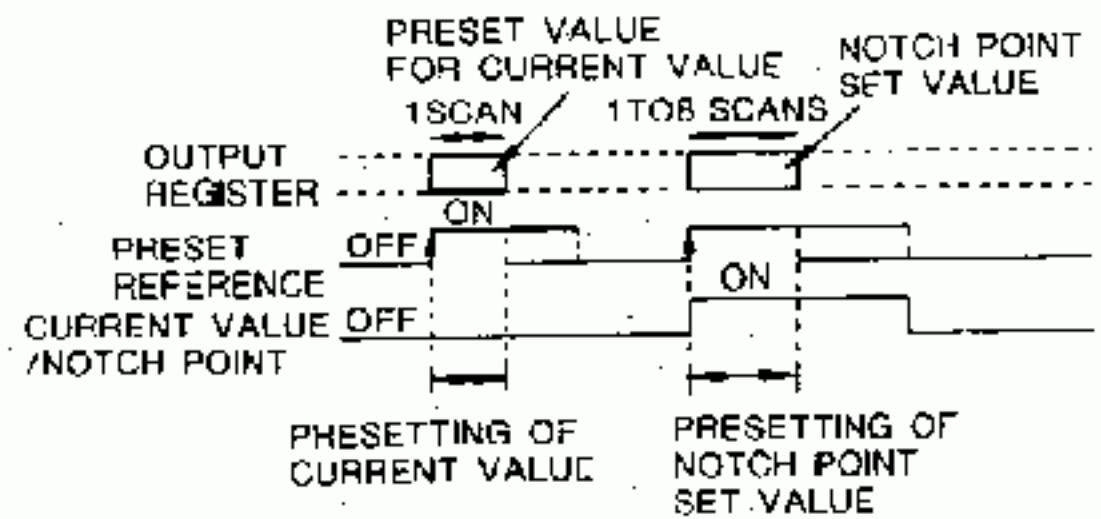 PRESET VALUE
FOR CURRENT VALUE
NOTCH POINT
SET VALUE
1SCAN
1TO8 SCANS
OUTPUT
REGISTER
ON
PRESET
REFERENCE
OFF
ON
CURRENT VALUE
/NOTCH POINT
OFF
PRESETTING OF
CURRENT VALUE
PRESETTING OF
NOTCH POINT
SET VALUE